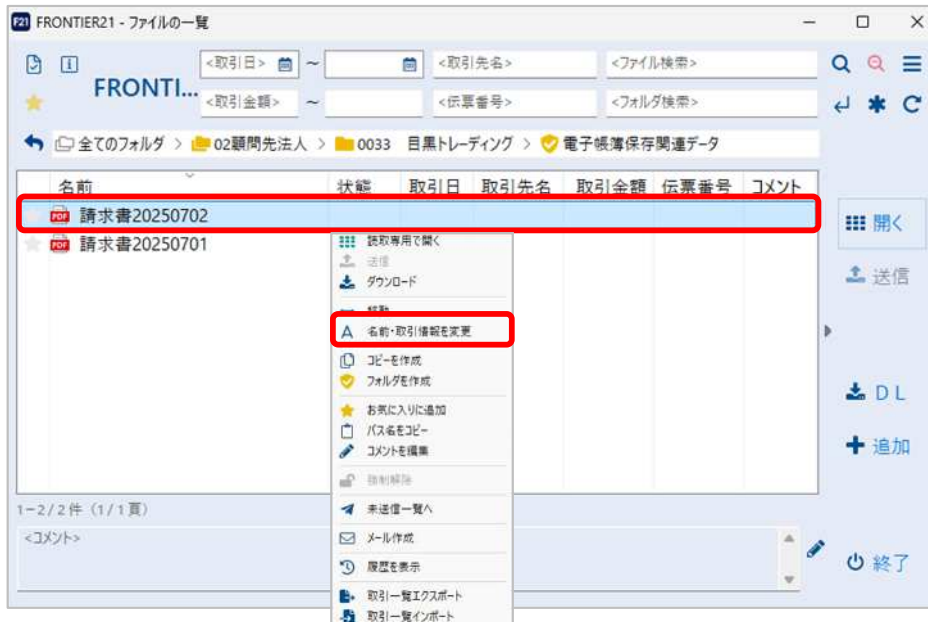 F21 FRONTIER21 - ファイルの一覧
<取引日> ~ <取引先名> <ファイル検索>
FRONTI...
<取引金額> ~ <伝票番号> <フォルダ検索>
全てのフォルダ > 02顧問先法人 > 0033 目黒トレーディング > 電子帳簿保存関連データ
名前 状態 取引日 取引先名 取引金額 伝票番号 コメント
PDF 請求書20250702
PDF 請求書20250701
読取専用で開く
送信
ダウンロード
移動
名前・取引情報を変更
コピーを作成
フォルダを作成
お気に入りに追加
パス名をコピー
コメントを編集
強制解除
未送信一覧へ
メール作成
履歴を表示
取引一覧エクスポート
取引一覧インポート
開く
送信
DL
追加
1-2/2件 (1/1頁)
<コメント>
終了